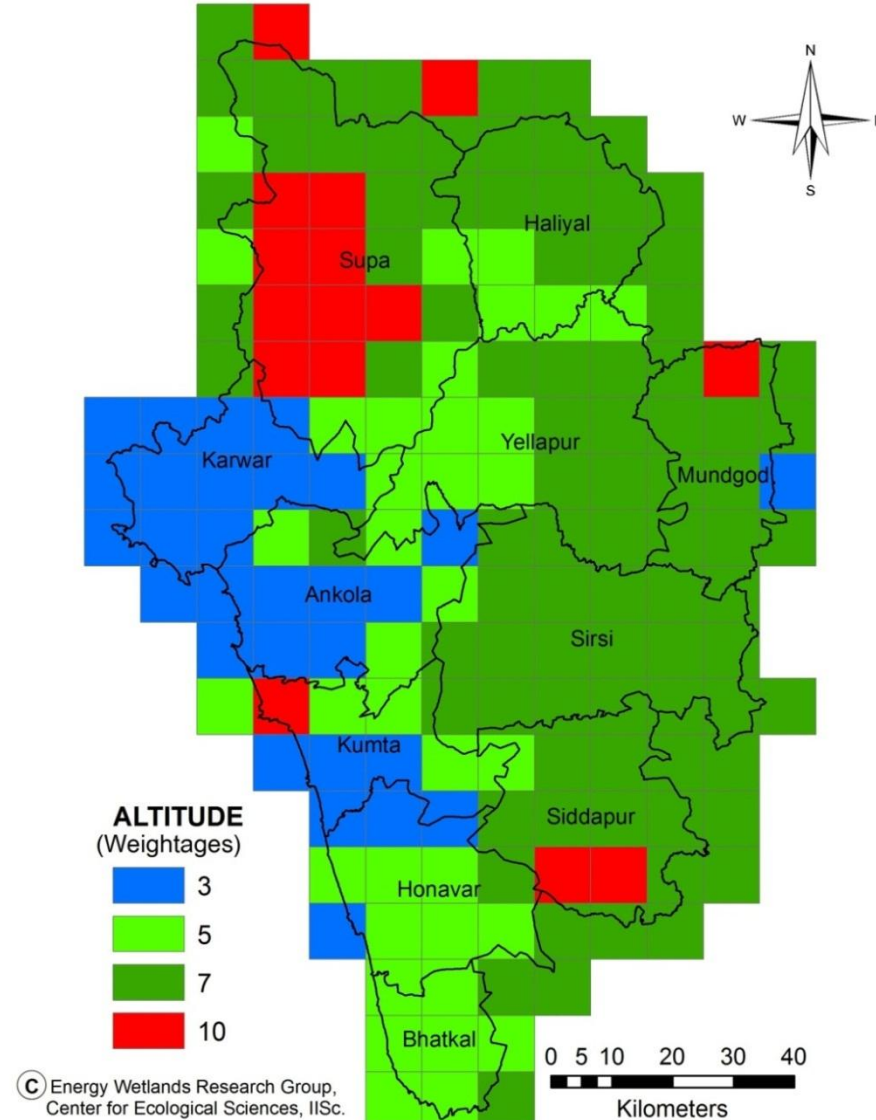 N
W
S
Haliyal
Supa
Yellapur
Karwar
Mundgod
Ankola
Sirsi
Kumta
Siddapur
Honavar
Bhatkal
ALTITUDE
(Weightages)
3
5
7
10
0 5 10 20 30 40
Kilometers
C Energy Wetlands Research Group,
Center for Ecological Sciences, IISc.